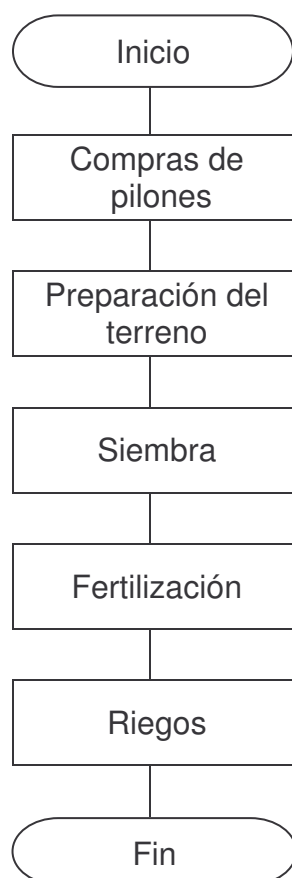 Inicio
Compras de
pilones
Preparación del
terreno
Siembra
Fertilización
Riegos
Fin